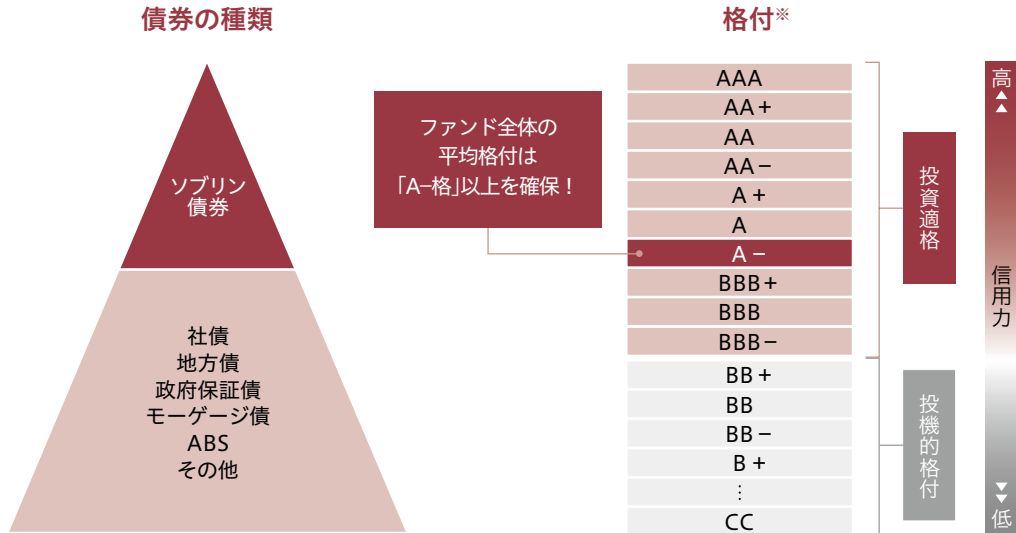 債券の種類
ソブリン
債券
社債
地方債
政府保証債
モーゲージ債
ABS
その他
ファンド全体の
平均格付は
「A−格」以上を確保！
格付※
AAA
AA+
AA
AA−
A+
A
A−
BBB+
BBB
BBB−
BB+
BB
BB−
B+
⋮
CC
投資適格
投機的格付
高
信用力
低